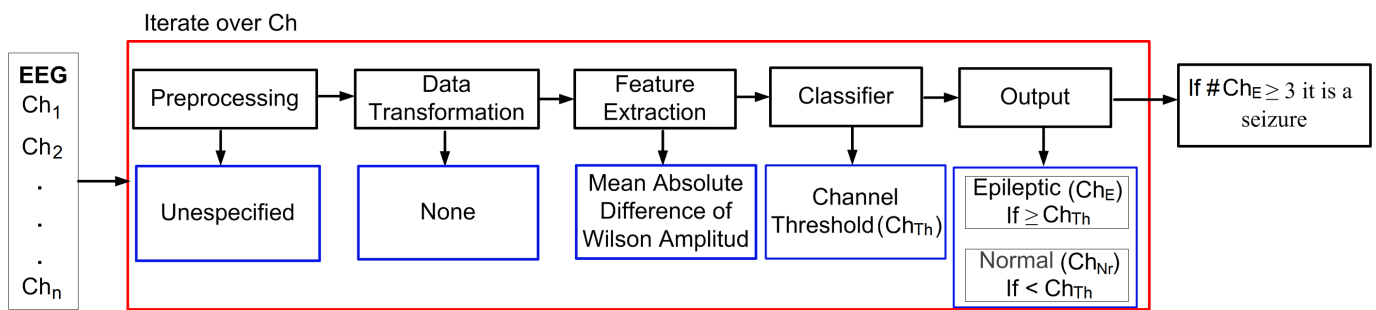 Iterate over Ch
EEG
Ch1
Ch2
.
.
.
Chn
Preprocessing
Data
Transformation
Feature
Extraction
Classifier
Output
If #ChE ≥ 3 it is a
seizure
Unespecified
None
Mean Absolute
Difference of
Wilson Amplitud
Channel
Threshold (ChTh)
Epileptic (ChE)
If ≥ ChTh
Normal (ChNr)
If < ChTh